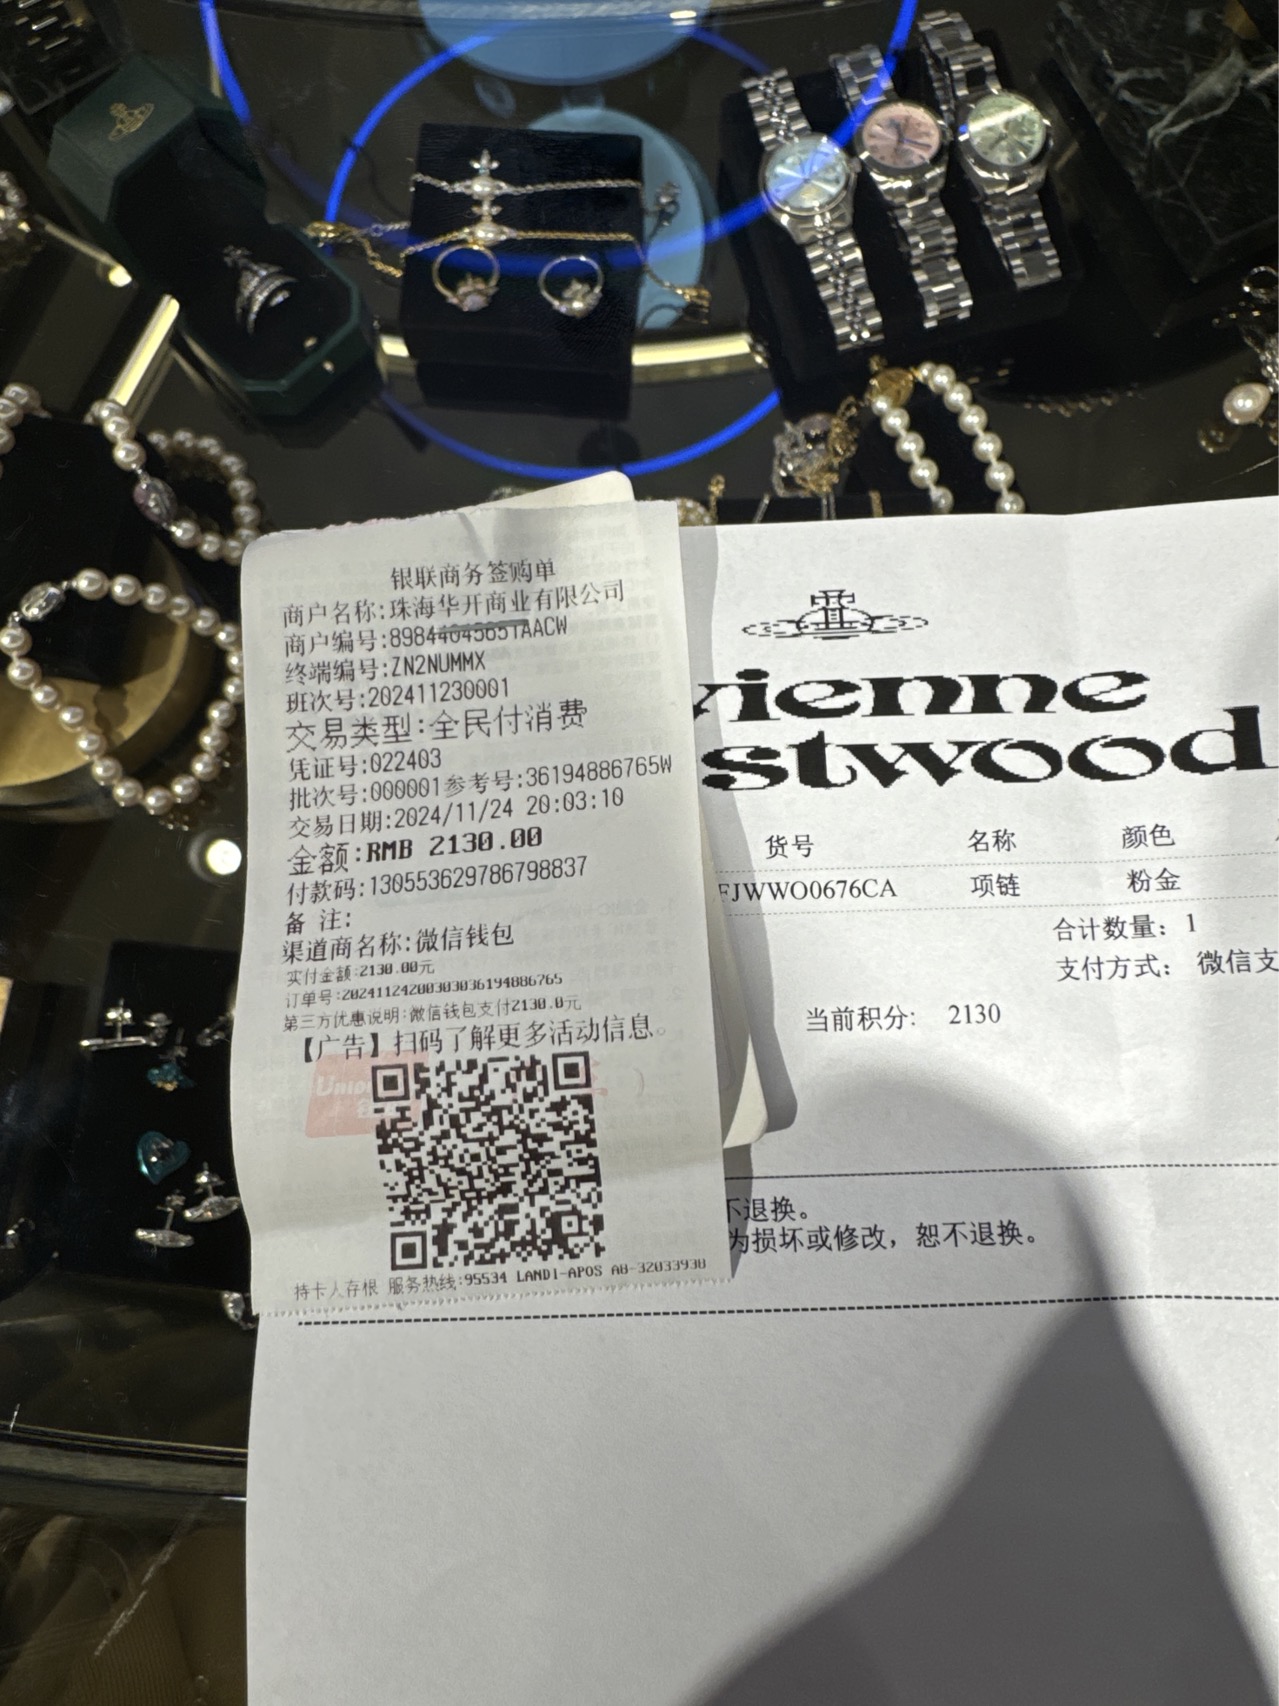 银联商务签购单
商户名称:珠海华开商业有限公司
商户编号:89844045651AACW
终端编号:ZN2NUMMX
班次号:202411230001
交易类型:全民付消费
凭证号:022403
批次号:000001参考号:36194886765W
交易日期:2024/11/24 20:03:10
金额:RMB 2130.00
付款码:130553629786798837
备 注:
渠道商名称:微信钱包
实付金额:2130.00元
订单号:20241124200303036194886765
第三方优惠说明:微信钱包支付2130.0元
【广告】扫码了解更多活动信息。
持卡人存根 服务热线:95534 LANDI-APOS A8-32033938
vienne
stwood
货号 名称 颜色
FJWWO0676CA 项链 粉金
合计数量: 1
支付方式: 微信支
当前积分: 2130
不退换。
为损坏或修改，恕不退换。